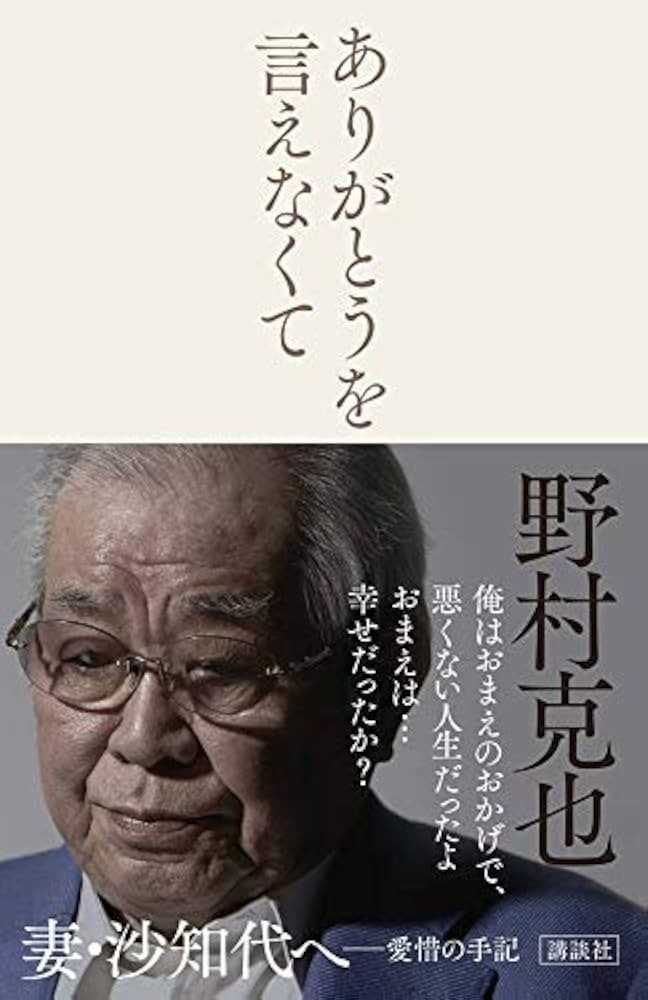 ありがとうを
言えなくて
野村克也
俺はおまえのおかげで、
悪くない人生だったよ
おまえは…
幸せだったか？
妻・沙知代へ──愛惜の手記
講談社